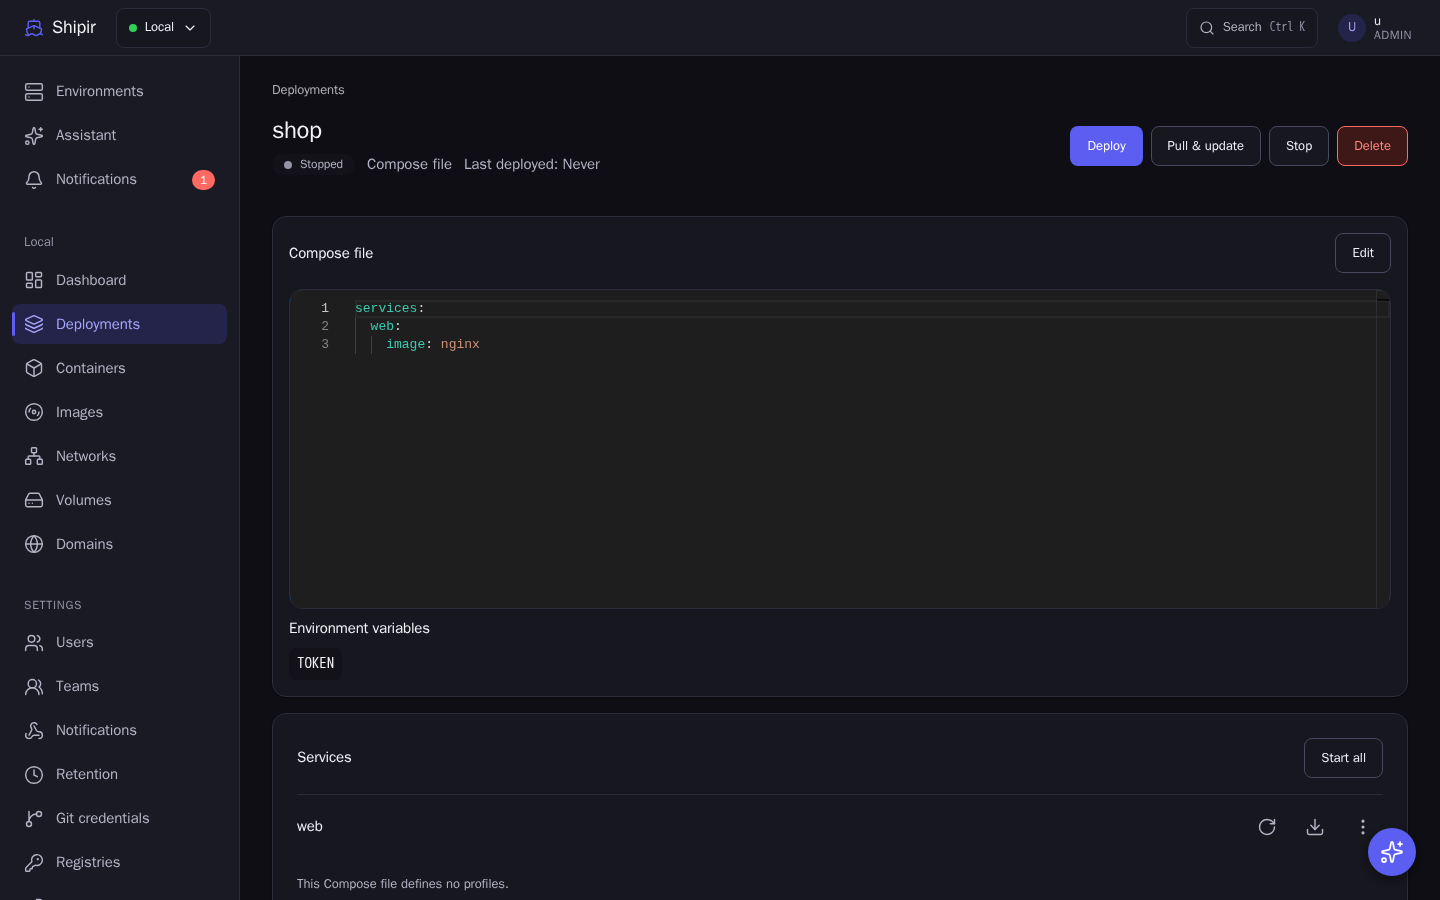 Shipir
Local
Search Ctrl K
U
u
ADMIN
Environments
Assistant
Notifications 1
Local
Dashboard
Deployments
Containers
Images
Networks
Volumes
Domains
SETTINGS
Users
Teams
Notifications
Retention
Git credentials
Registries
Deployments
shop
Stopped Compose file Last deployed: Never
Deploy Pull & update Stop Delete
Compose file
Edit
1 services:
2 web:
3 image: nginx
Environment variables
TOKEN
Services
Start all
web
This Compose file defines no profiles.